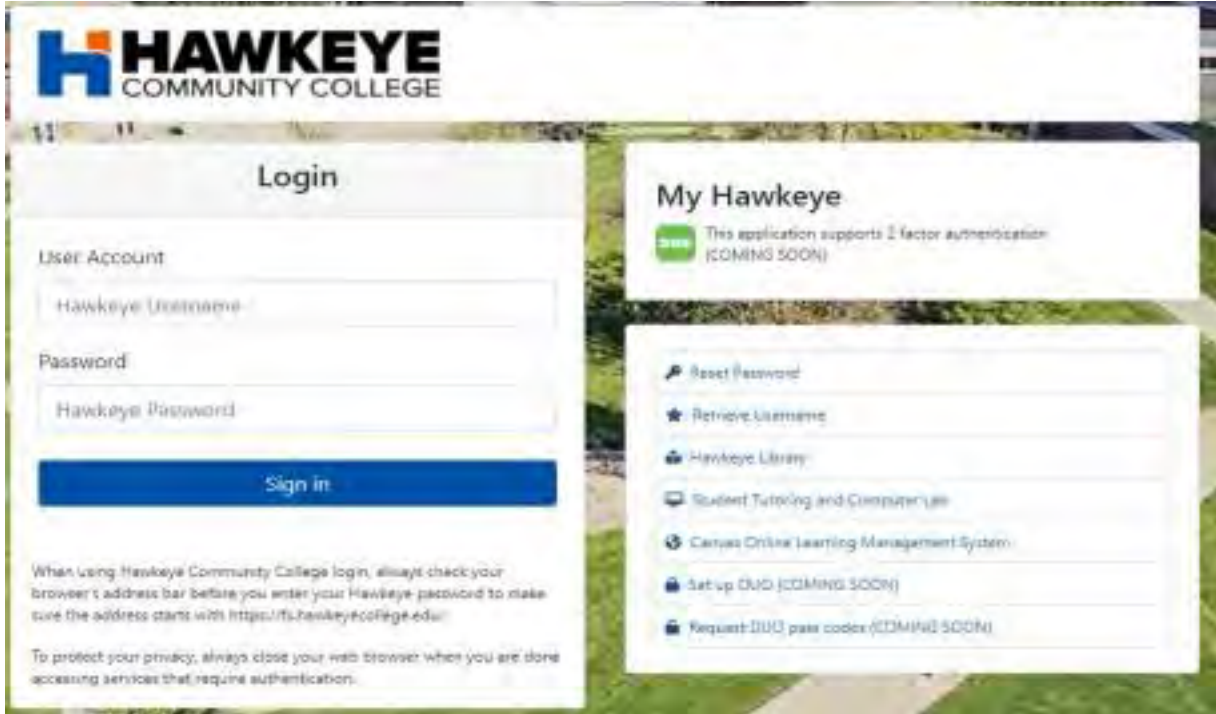 HAWKEYE
COMMUNITY COLLEGE
Login
User Account
Hawkeye Username
Password
Hawkeye Password
Sign in
When using Hawkeye Community College login, always check your
browser's address bar before you enter your Hawkeye password to make
sure the address starts with https://fs.hawkeyecollege.edu/
To protect your privacy, always close your web browser when you are done
accessing services that require authentication.
My Hawkeye
This application supports 2 factor authentication
(COMING SOON)
Reset Password
Retrieve Username
Hawkeye Library
Student Tutoring and Computer Lab
Canvas Online Learning Management System
Set up DUO (COMING SOON)
Request DUO pass codes (COMING SOON)